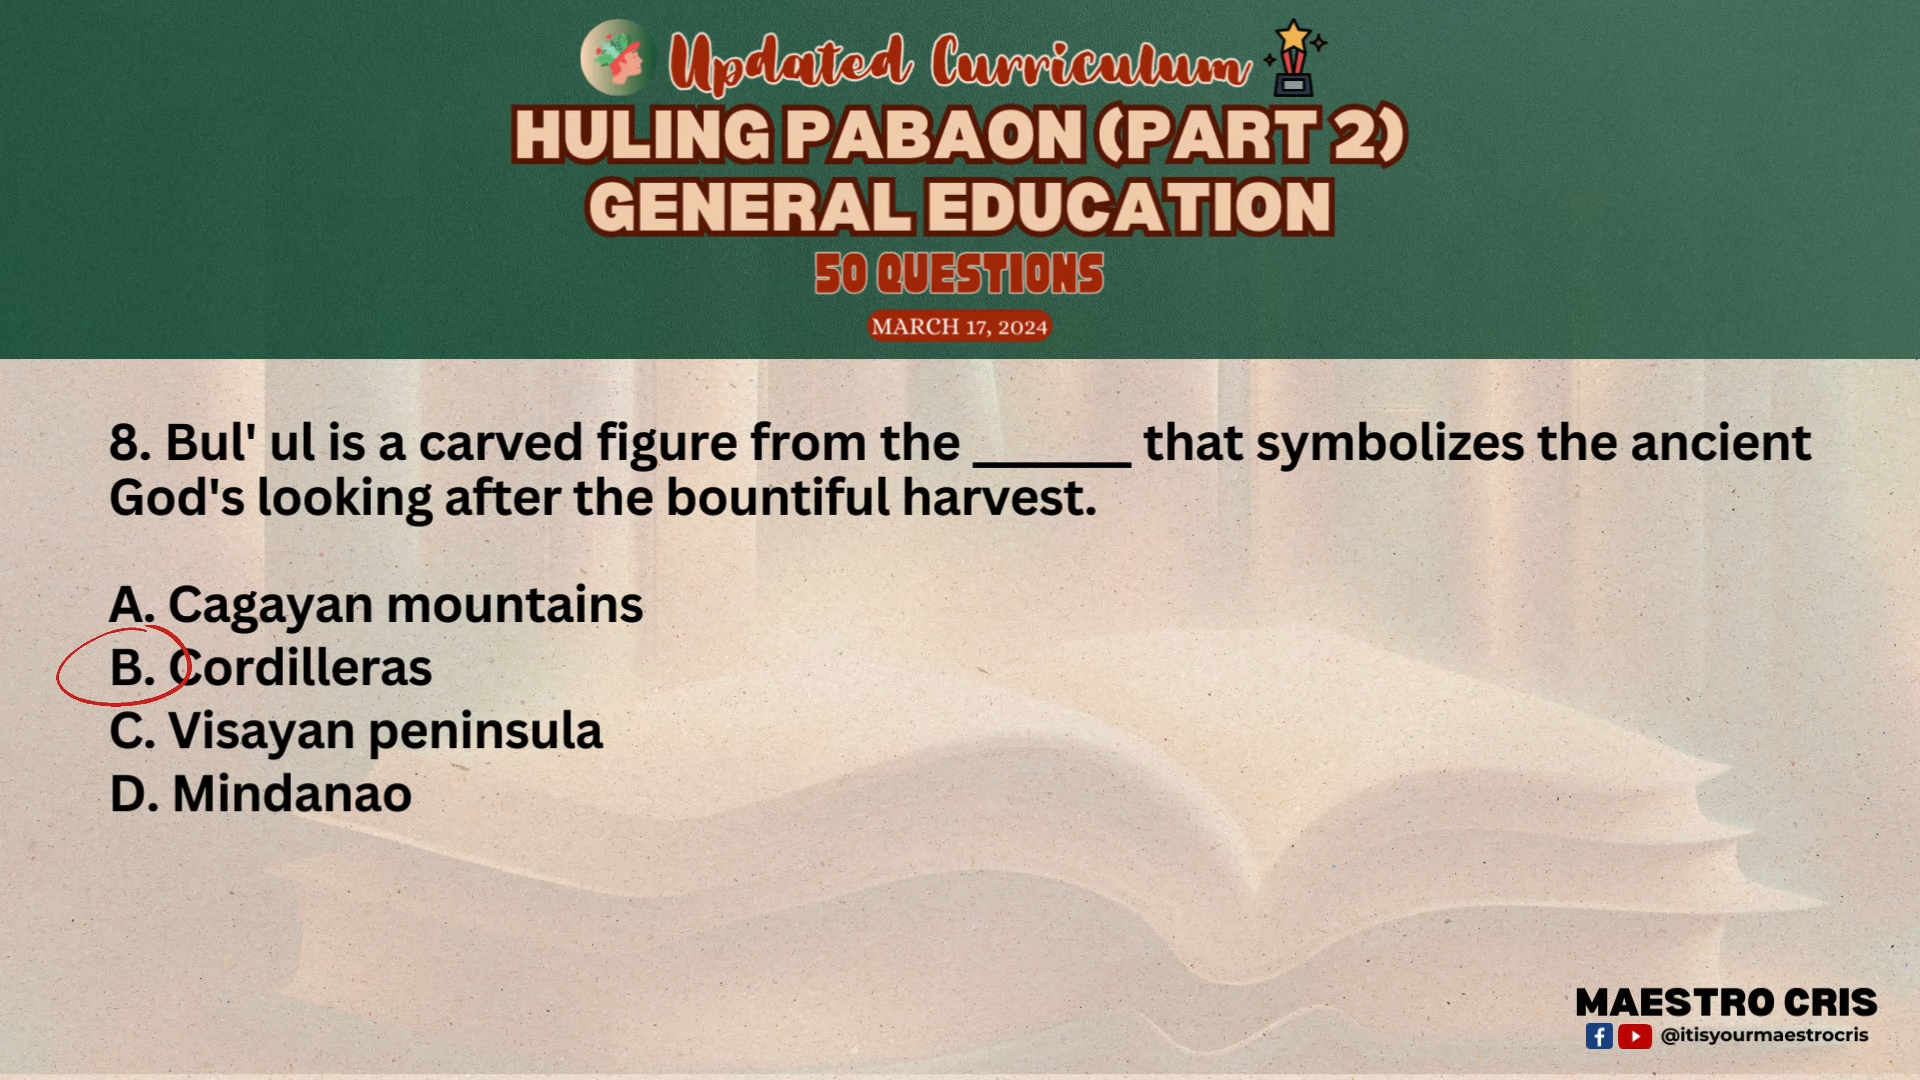 Updated Curriculum
HULING PABAON (PART 2)
GENERAL EDUCATION
50 QUESTIONS
MARCH 17, 2024
8. Bul' ul is a carved figure from the ______ that symbolizes the ancient
God's looking after the bountiful harvest.
A. Cagayan mountains
B. Cordilleras
C. Visayan peninsula
D. Mindanao
MAESTRO CRIS
@itisyourmaestrocris